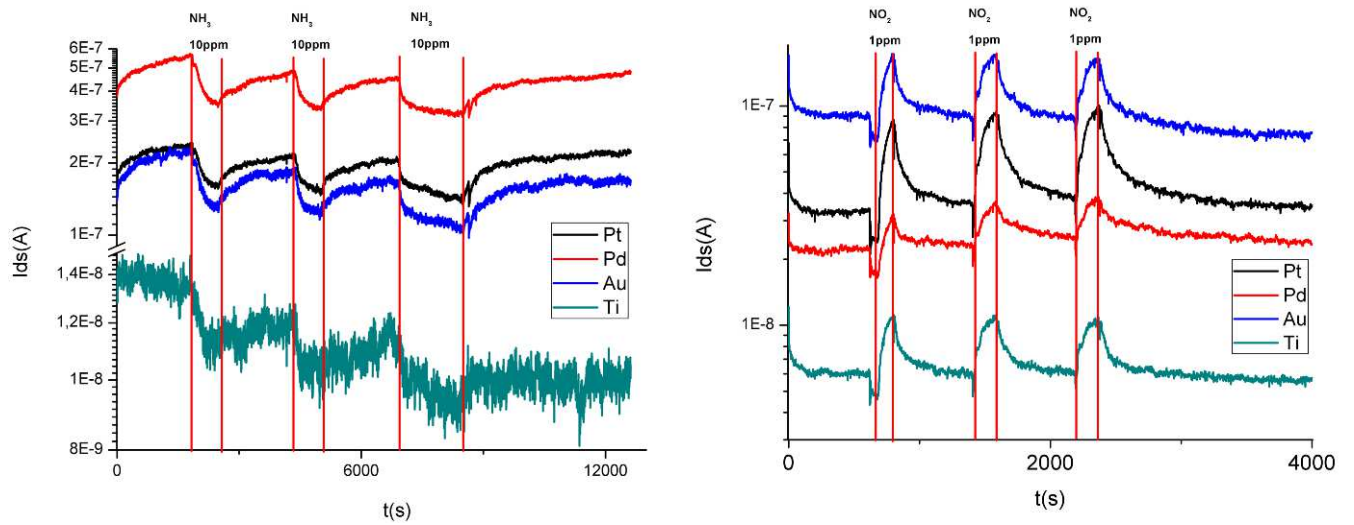 NH3 NH3 NH3
10ppm 10ppm 10ppm
6E-7
5E-7
4E-7
3E-7
2E-7
1E-7
1,4E-8
1,2E-8
1E-8
8E-9
Ids(A)
Pt
Pd
Au
Ti
0 6000 12000
t(s)
NO2 NO2 NO2
1ppm 1ppm 1ppm
1E-7
1E-8
Ids(A)
Pt
Pd
Au
Ti
0 2000 4000
t(s)